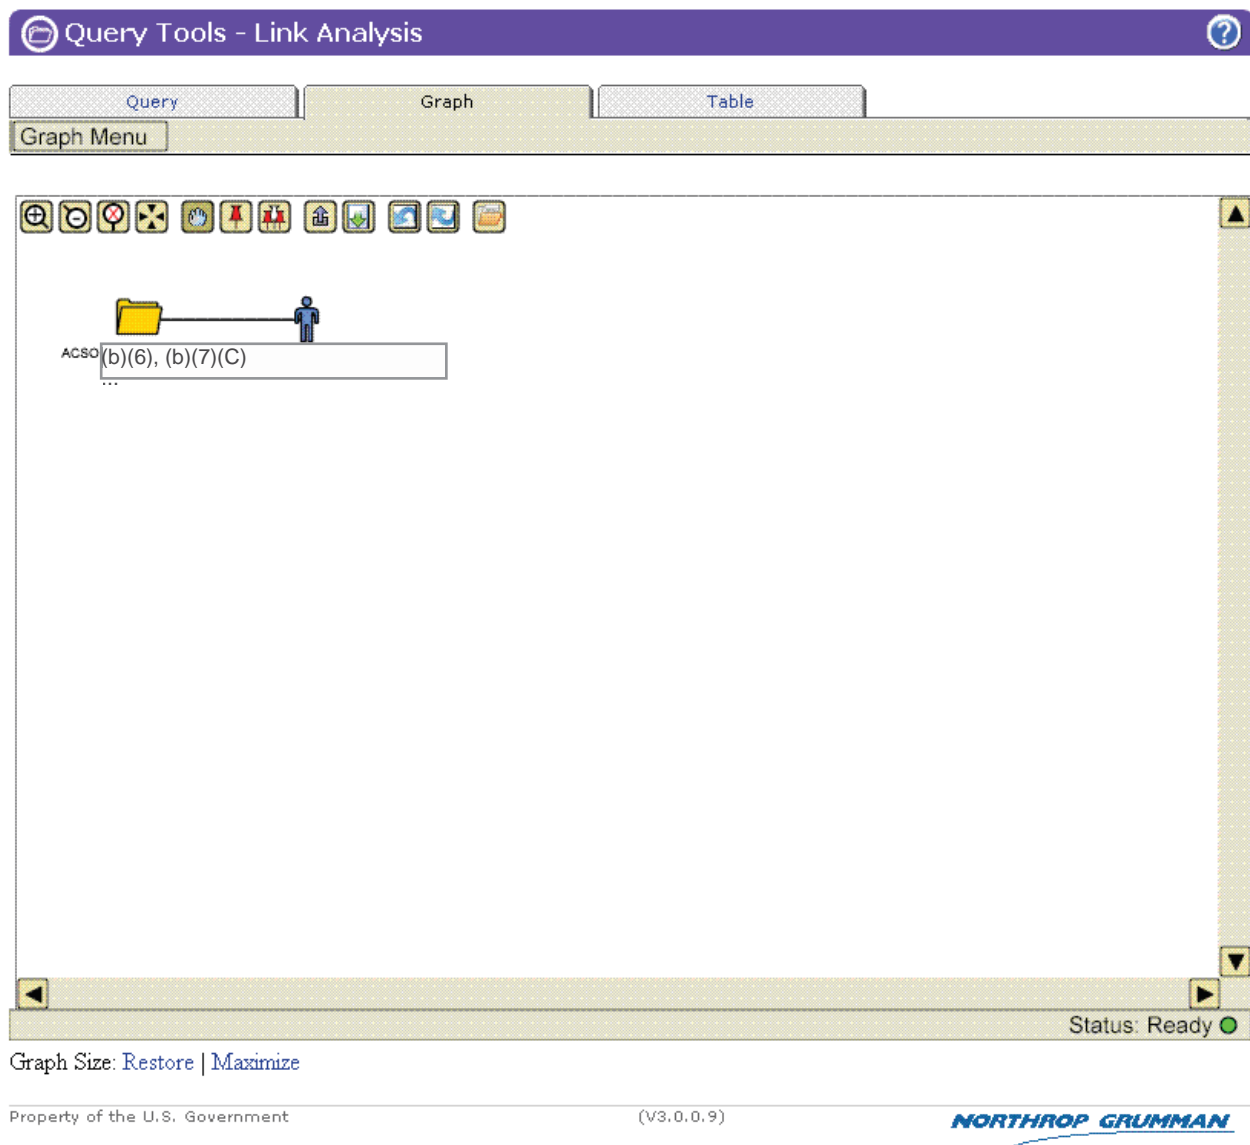 Query Tools - Link Analysis
Query Graph Table
Graph Menu
ACSO (b)(6), (b)(7)(C)
...
Status: Ready
Graph Size: Restore | Maximize
Property of the U.S. Government (V3.0.0.9) NORTHROP GRUMMAN